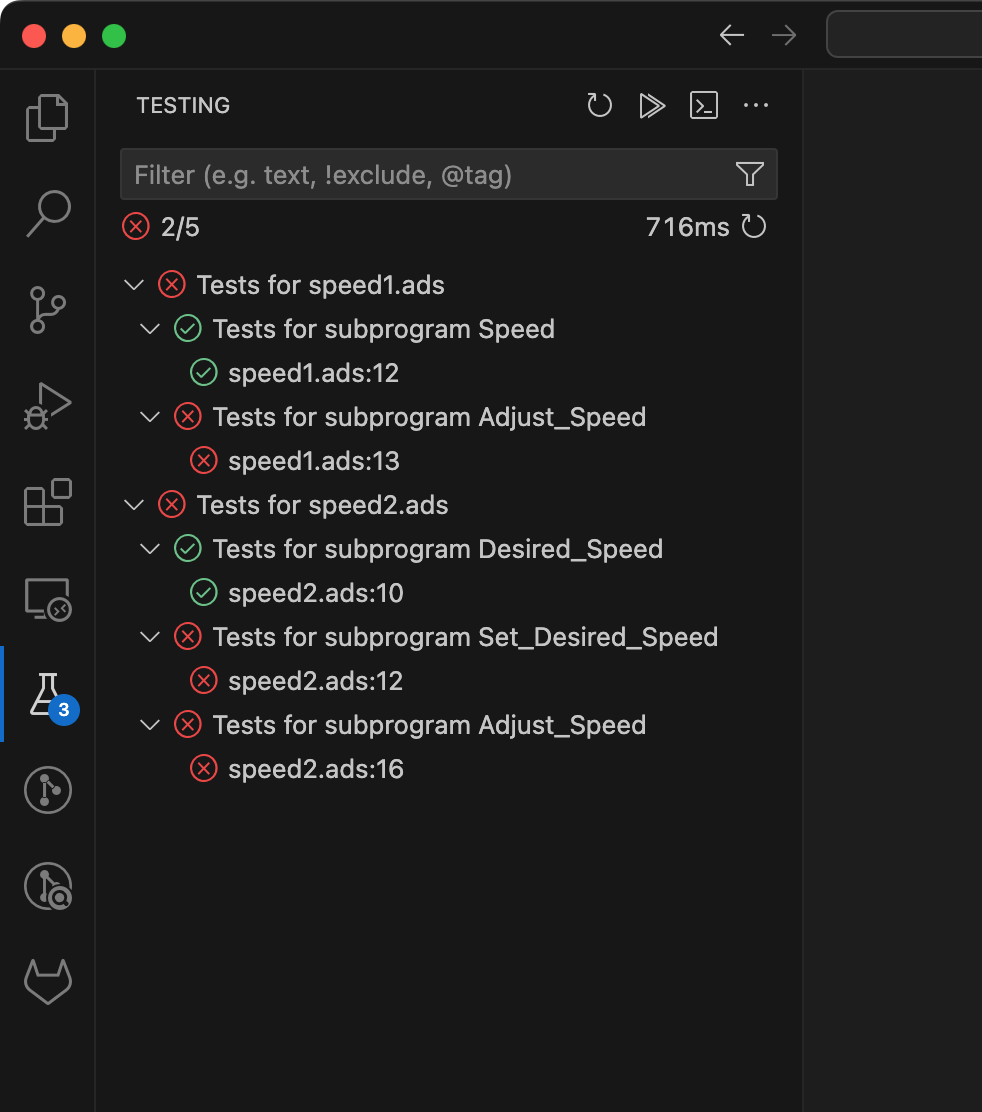 TESTING
Filter (e.g. text, !exclude, @tag)
2/5 716ms
Tests for speed1.ads
Tests for subprogram Speed
speed1.ads:12
Tests for subprogram Adjust_Speed
speed1.ads:13
Tests for speed2.ads
Tests for subprogram Desired_Speed
speed2.ads:10
Tests for subprogram Set_Desired_Speed
speed2.ads:12
3
Tests for subprogram Adjust_Speed
speed2.ads:16